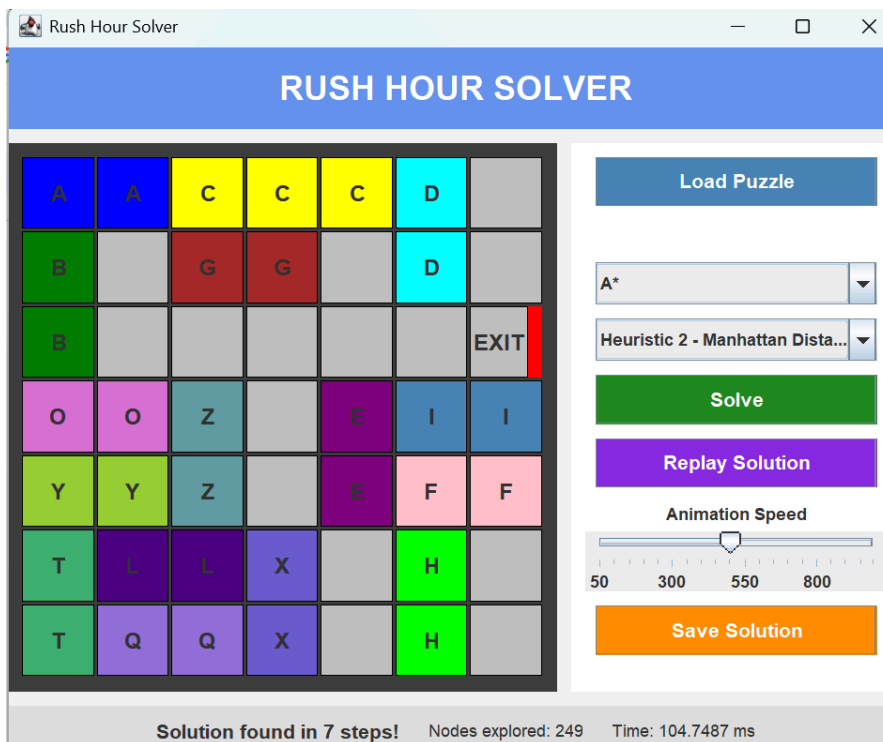 Rush Hour Solver
RUSH HOUR SOLVER
A A C C C D
B G G D
B EXIT
O O Z E I I
Y Y Z E F F
T L L X H
T Q Q X H
Load Puzzle
A*
Heuristic 2 - Manhattan Dista...
Solve
Replay Solution
Animation Speed
50 300 550 800
Save Solution
Solution found in 7 steps! Nodes explored: 249 Time: 104.7487 ms